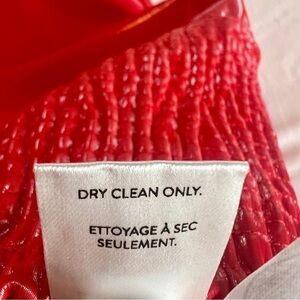 DRY CLEAN ONLY.
ETTOYAGE À SEC
SEULEMENT.